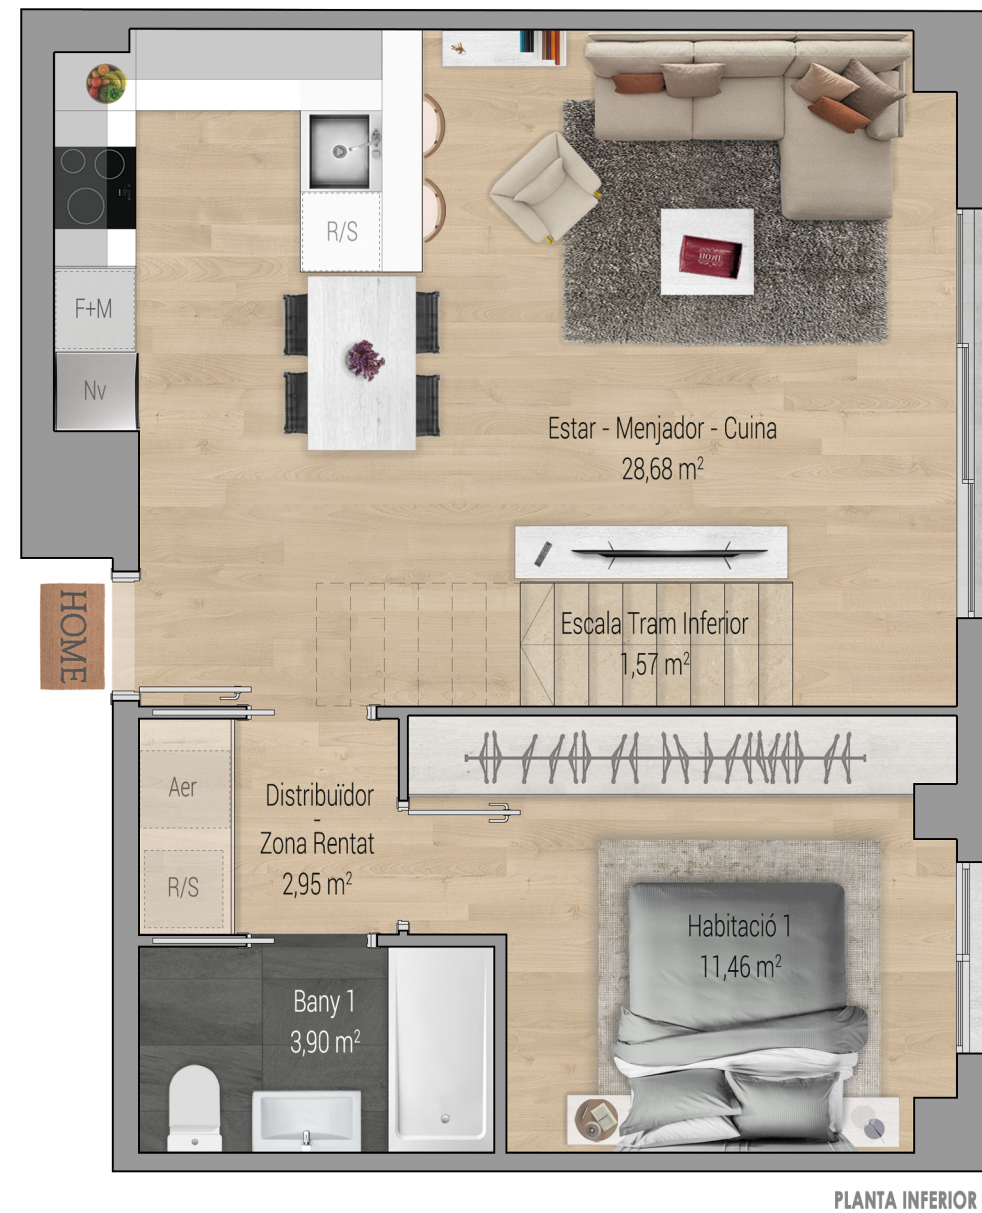 R/S
F+M
Nv
HOME
Estar - Menjador - Cuina
28,68 m²
HOME
Escala Tram Inferior
1,57 m²
Aer
Distribuïdor
-
Zona Rentat
2,95 m²
R/S
Habitació 1
11,46 m²
Bany 1
3,90 m²
PLANTA INFERIOR